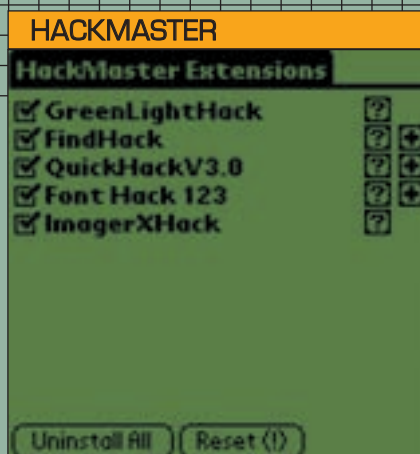 HACKMASTER
HackMaster Extensions
GreenLightHack ?
FindHack ? +
QuickHackV3.0 ? +
Font Hack 123 ? +
ImagerXHack ?
Uninstall All Reset (!)